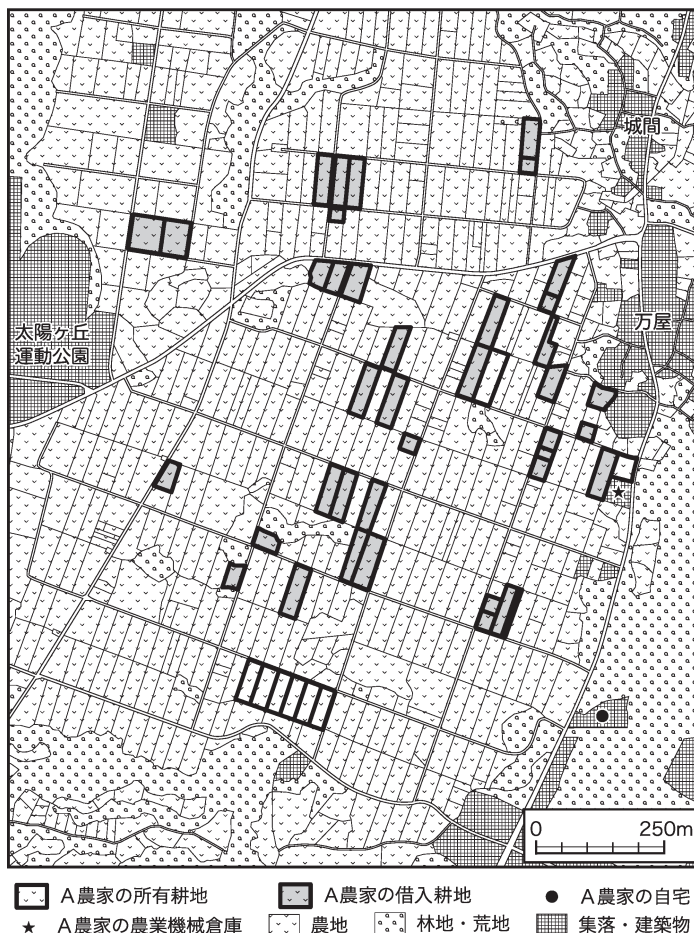 城間
万屋
太陽ヶ丘
運動公園
0 250m
A農家の所有耕地 A農家の借入耕地 ● A農家の自宅
★ A農家の農業機械倉庫 農地 林地・荒地 集落・建築物